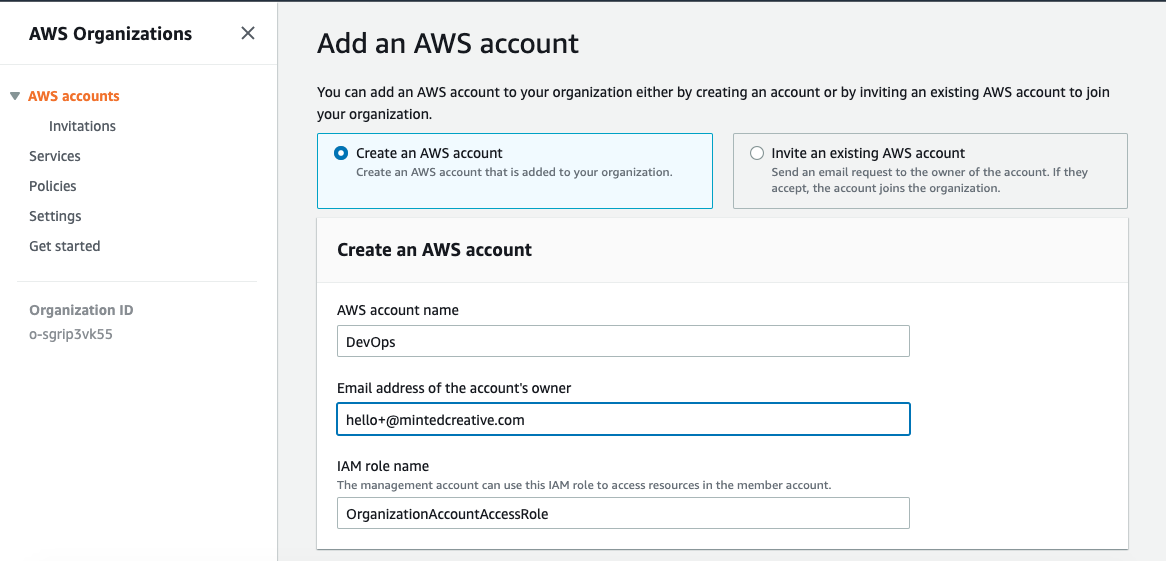 AWS Organizations
AWS accounts
Invitations
Services
Policies
Settings
Get started
Organization ID
o-sgrip3vk55
Add an AWS account
You can add an AWS account to your organization either by creating an account or by inviting an existing AWS account to join
your organization.
Create an AWS account
Create an AWS account that is added to your organization.
Invite an existing AWS account
Send an email request to the owner of the account. If they
accept, the account joins the organization.
Create an AWS account
AWS account name
DevOps
Email address of the account's owner
hello+@mintedcreative.com
IAM role name
The management account can use this IAM role to access resources in the member account.
OrganizationAccountAccessRole